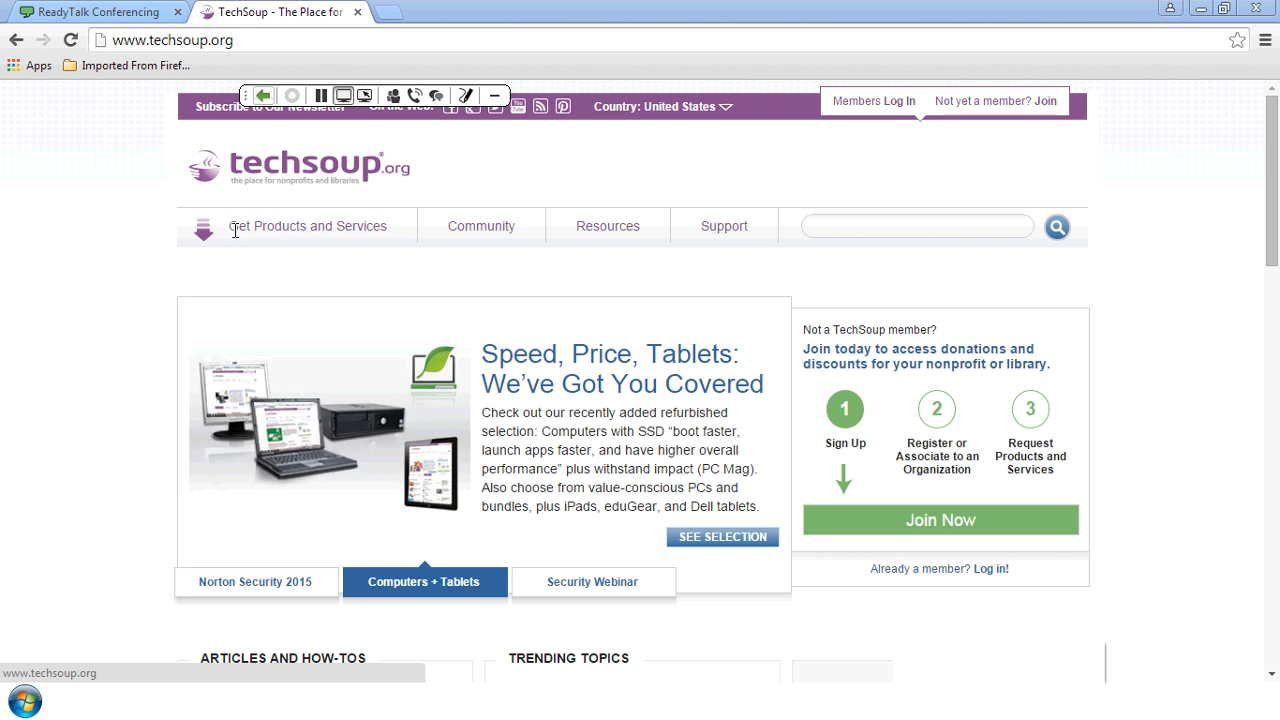 ReadyTalk Conferencing
TechSoup - The Place for
www.techsoup.org
Apps
Imported From Firef...
Subscribe to Our Newsletter
On the Web:
Country: United States
Members Log In
Not yet a member? Join
techsoup.org
the place for nonprofits and libraries
Get Products and Services
Community
Resources
Support
Speed, Price, Tablets:
We’ve Got You Covered
Check out our recently added refurbished
selection: Computers with SSD “boot faster,
launch apps faster, and have higher overall
performance” plus withstand impact (PC Mag).
Also choose from value-conscious PCs and
bundles, plus iPads, eduGear, and Dell tablets.
SEE SELECTION
Norton Security 2015
Computers + Tablets
Security Webinar
Not a TechSoup member?
Join today to access donations and
discounts for your nonprofit or library.
1
2
3
Sign Up
Register or
Associate to an
Organization
Request
Products and
Services
Join Now
Already a member? Log in!
ARTICLES AND HOW-TOS
TRENDING TOPICS
www.techsoup.org